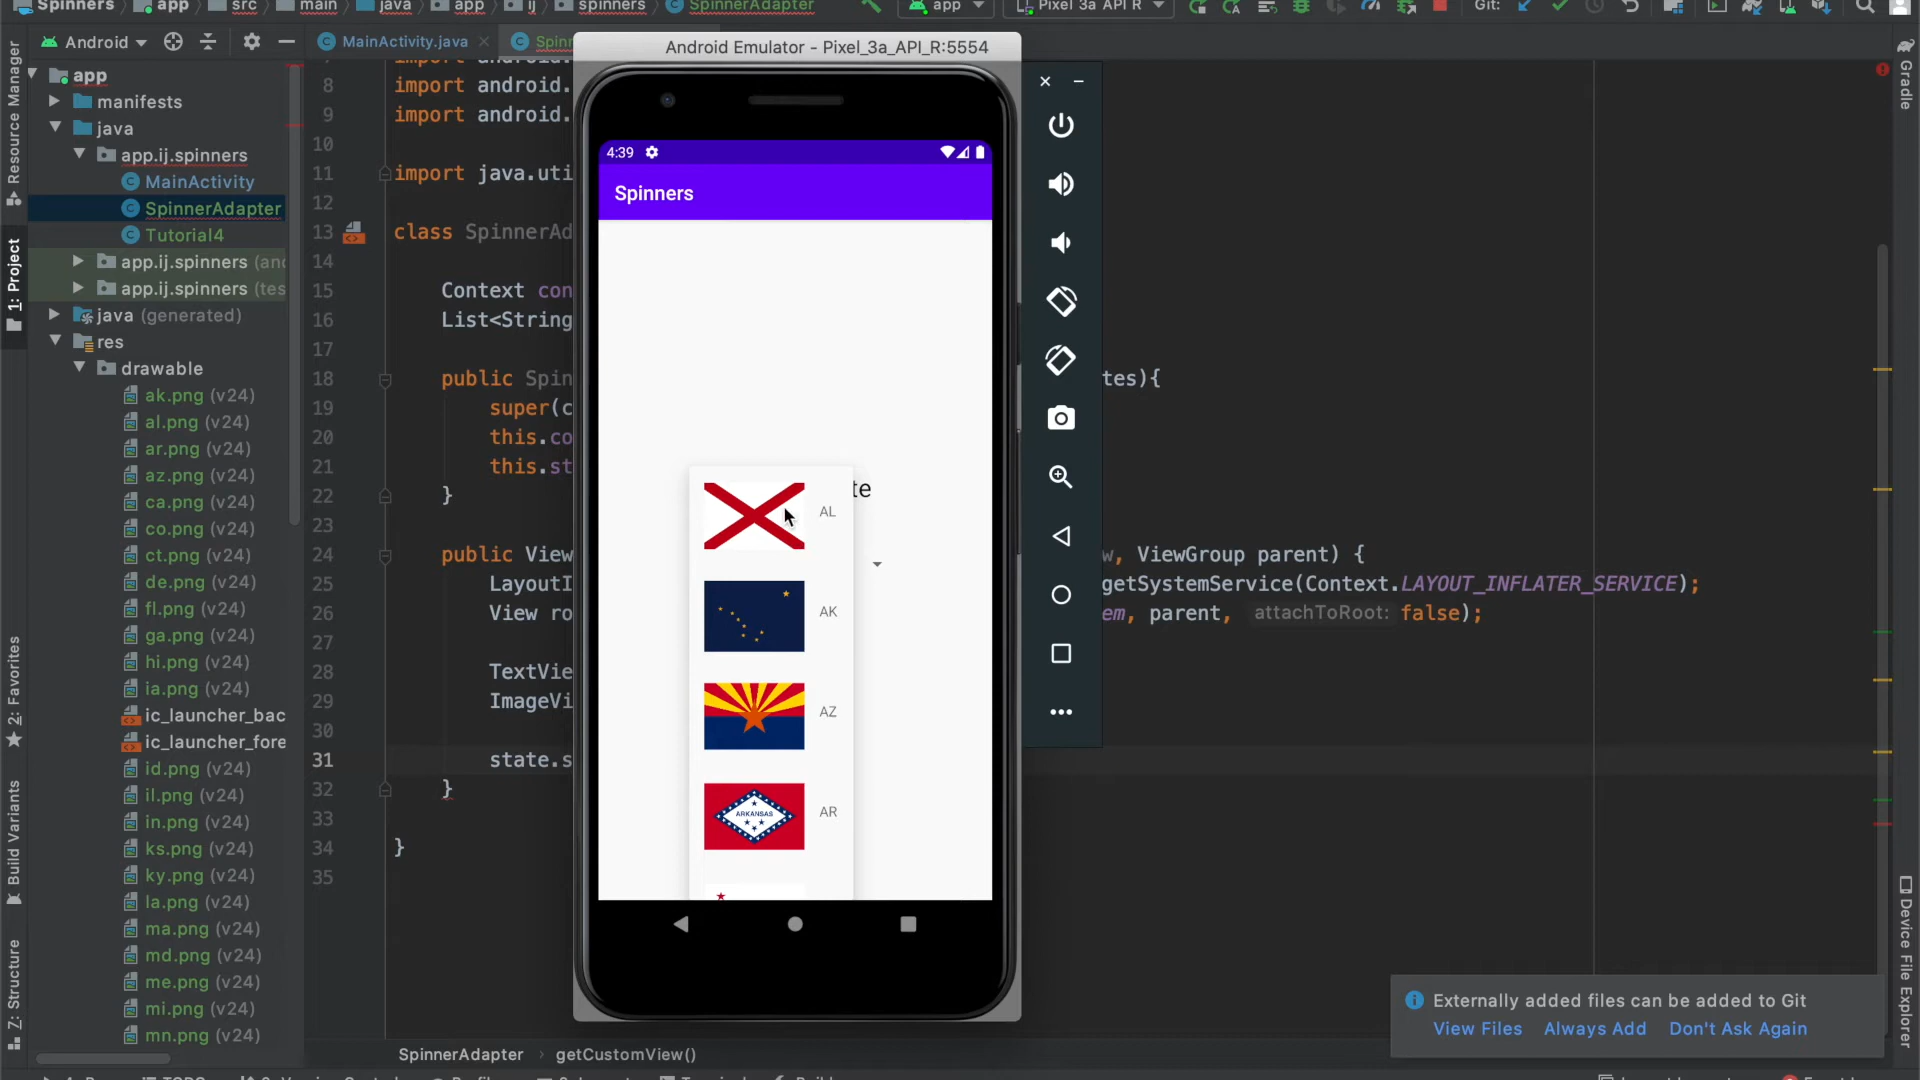 Spinners app src main java app ij spinners SpinnerAdapter app Pixel 3a API R Git:
Android MainActivity.java Spinn
Android Emulator - Pixel_3a_API_R:5554
Resource Manager
1: Project
2: Favorites
Build Variants
Z: Structure
app
manifests
java
app.ij.spinners
MainActivity
SpinnerAdapter
Tutorial4
app.ij.spinners (and
app.ij.spinners (tes
java (generated)
res
drawable
ak.png (v24)
al.png (v24)
ar.png (v24)
az.png (v24)
ca.png (v24)
co.png (v24)
ct.png (v24)
de.png (v24)
fl.png (v24)
ga.png (v24)
hi.png (v24)
ia.png (v24)
ic_launcher_bac
ic_launcher_fore
id.png (v24)
il.png (v24)
in.png (v24)
ks.png (v24)
ky.png (v24)
la.png (v24)
ma.png (v24)
md.png (v24)
me.png (v24)
mi.png (v24)
mn.png (v24)
8 import android.
9 import android.
10
11 import java.uti
12
13 class SpinnerAd
14
15 Context con
16 List<String
17
18 public Spin tes){
19 super(c
20 this.co
21 this.st
22 }
23
24 public View w, ViewGroup parent) {
25 LayoutI getSystemService(Context.LAYOUT_INFLATER_SERVICE);
26 View ro em, parent, attachToRoot: false);
27
28 TextVie
29 ImageVi
30
31 state.s
32 }
33
34 }
35
4:39
Spinners
te
AL
AK
AZ
ARKANSAS
AR
Gradle
Device File Explorer
Externally added files can be added to Git
View Files Always Add Don't Ask Again
SpinnerAdapter › getCustomView()